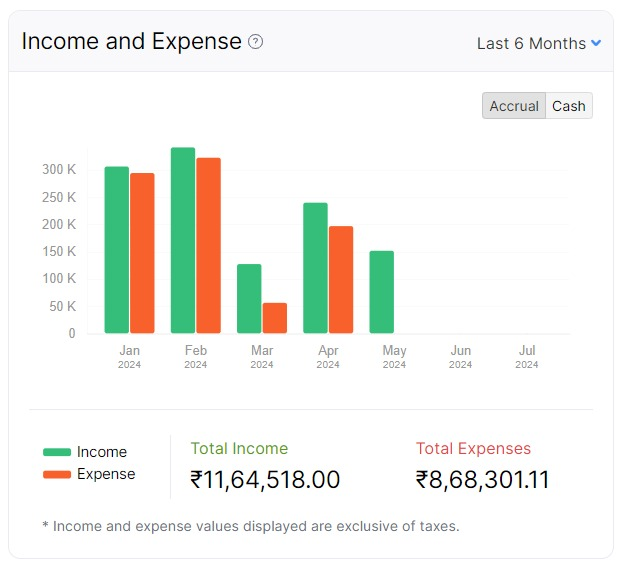 Income and Expense ?
Last 6 Months
Accrual Cash
300 K
250 K
200 K
150 K
100 K
50 K
0
Jan Feb Mar Apr May Jun Jul
2024 2024 2024 2024 2024 2024 2024
Income
Expense
Total Income
₹11,64,518.00
Total Expenses
₹8,68,301.11
* Income and expense values displayed are exclusive of taxes.